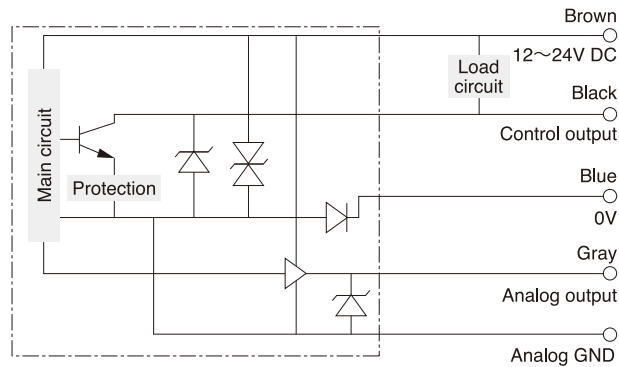 Brown
12～24V DC
Load
circuit
Black
Control output
Main circuit
Protection
Blue
0V
Gray
Analog output
Analog GND